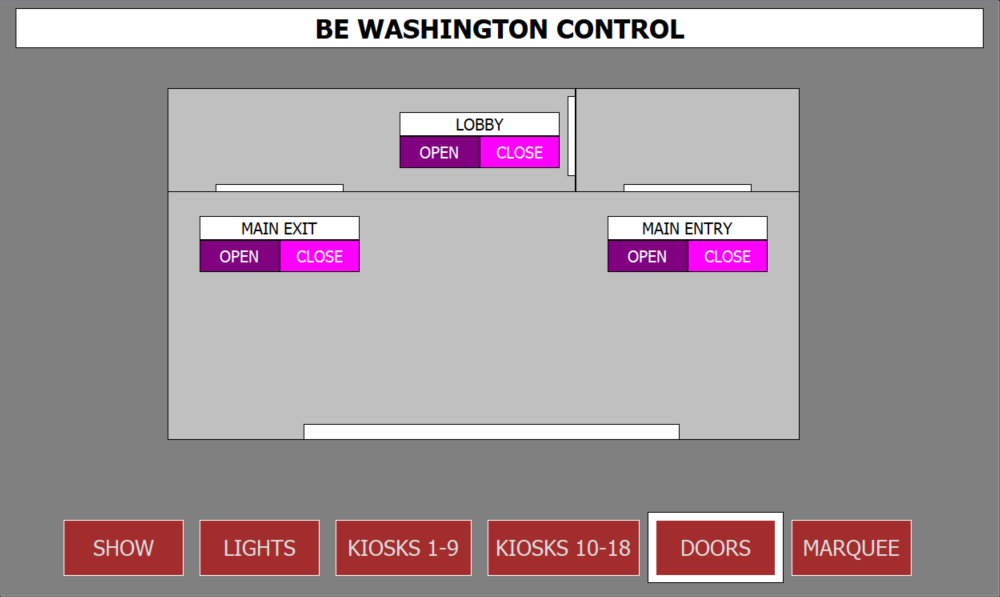 BE WASHINGTON CONTROL
LOBBY
OPEN CLOSE
MAIN EXIT
OPEN CLOSE
MAIN ENTRY
OPEN CLOSE
SHOW LIGHTS KIOSKS 1-9 KIOSKS 10-18 DOORS MARQUEE